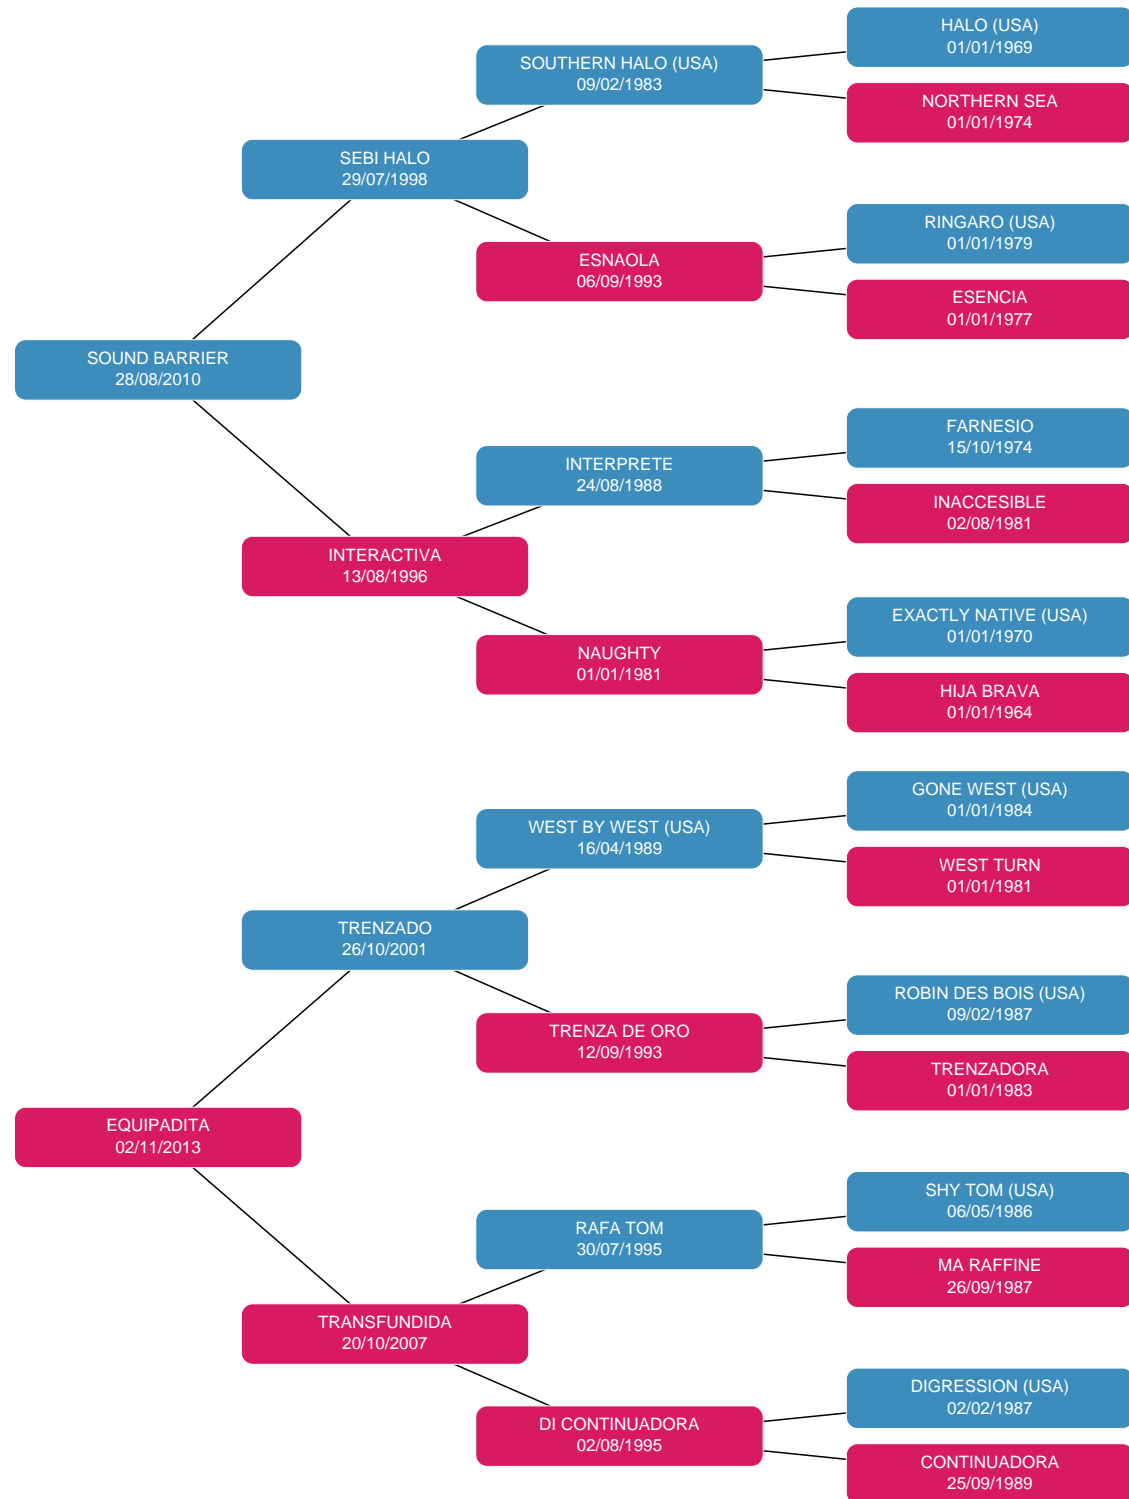 HALO (USA)
01/01/1969
SOUTHERN HALO (USA)
09/02/1983
NORTHERN SEA
01/01/1974
SEBI HALO
29/07/1998
RINGARO (USA)
01/01/1979
ESNAOLA
06/09/1993
ESENCIA
01/01/1977
SOUND BARRIER
28/08/2010
FARNESIO
15/10/1974
INTERPRETE
24/08/1988
INACCESIBLE
02/08/1981
INTERACTIVA
13/08/1996
EXACTLY NATIVE (USA)
01/01/1970
NAUGHTY
01/01/1981
HIJA BRAVA
01/01/1964
GONE WEST (USA)
01/01/1984
WEST BY WEST (USA)
16/04/1989
WEST TURN
01/01/1981
TRENZADO
26/10/2001
ROBIN DES BOIS (USA)
09/02/1987
TRENZA DE ORO
12/09/1993
TRENZADORA
01/01/1983
EQUIPADITA
02/11/2013
SHY TOM (USA)
06/05/1986
RAFA TOM
30/07/1995
MA RAFFINE
26/09/1987
TRANSFUNDIDA
20/10/2007
DIGRESSION (USA)
02/02/1987
DI CONTINUADORA
02/08/1995
CONTINUADORA
25/09/1989